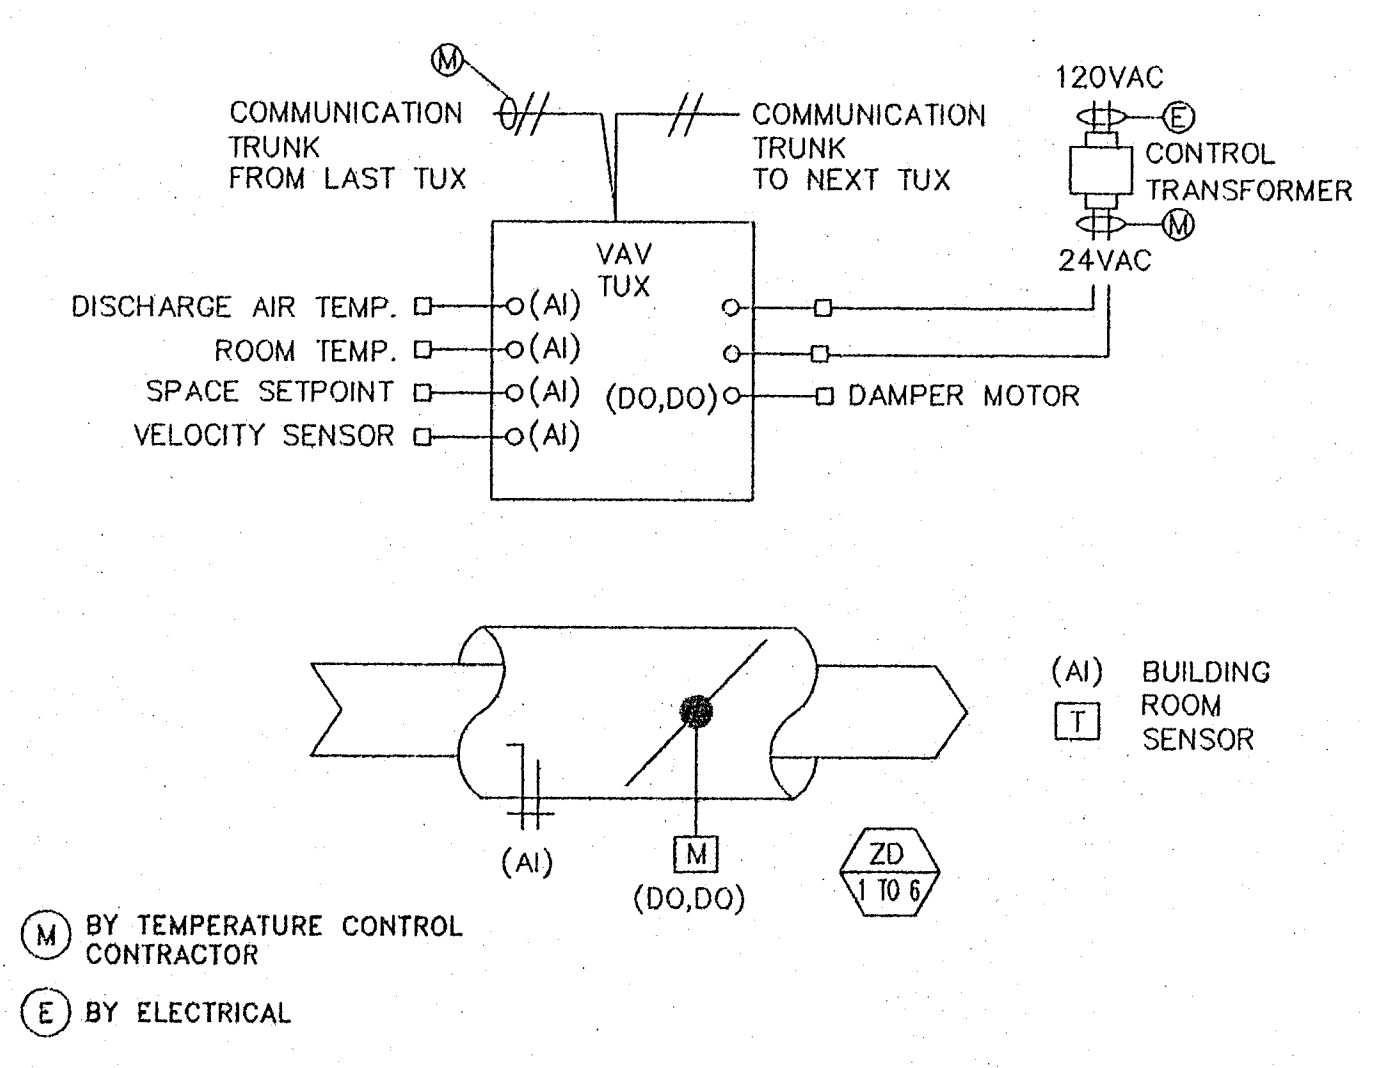 M
COMMUNICATION
TRUNK
FROM LAST TUX
COMMUNICATION
TRUNK
TO NEXT TUX
120VAC
E
CONTROL
TRANSFORMER
M
24VAC
VAV
TUX
DISCHARGE AIR TEMP. (AI)
ROOM TEMP. (AI)
SPACE SETPOINT (AI)
VELOCITY SENSOR (AI)
(DO,DO) DAMPER MOTOR
(AI) BUILDING
ROOM
SENSOR
T
(AI)
M
(DO,DO)
ZD
1 TO 6
M BY TEMPERATURE CONTROL
CONTRACTOR
E BY ELECTRICAL